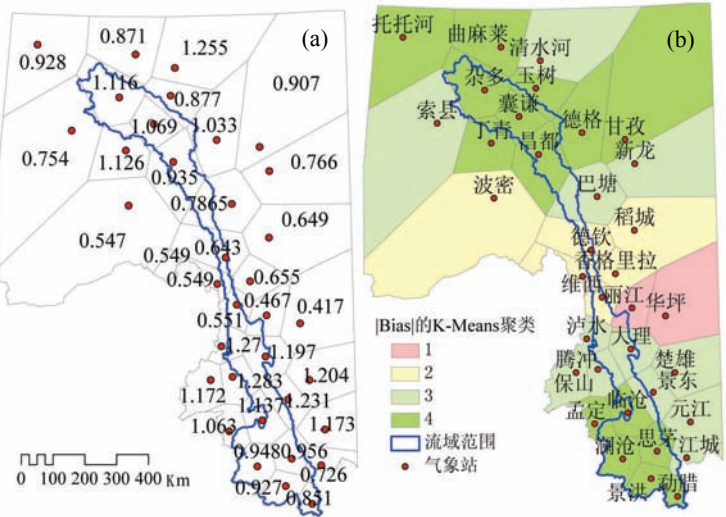 (a)
0.871
1.255
0.928
0.907
1.116
0.877
1.069
1.033
0.754
1.126
0.766
0.935
0.7865
0.649
0.547
0.549
0.643
0.549
0.655
0.467
0.417
0.551
1.27
1.197
1.283
1.204
1.172
1.137
1.231
1.063
1.173
0.948
0.956
0.726
0.927
0.851
0 100 200 300 400 Km
(b)
托托河
曲麻莱
清水河
杂多
玉树
囊谦
索县
丁青
昌都
德格
甘孜
新龙
波密
巴塘
稻城
德钦
香格里拉
维西
丽江
华坪
|Bias|的K-Means聚类
1
2
3
4
流域范围
气象站
泸水
大理
腾冲
保山
楚雄
景东
临沧
孟定
元江
澜沧
思茅
江城
景洪
勐腊